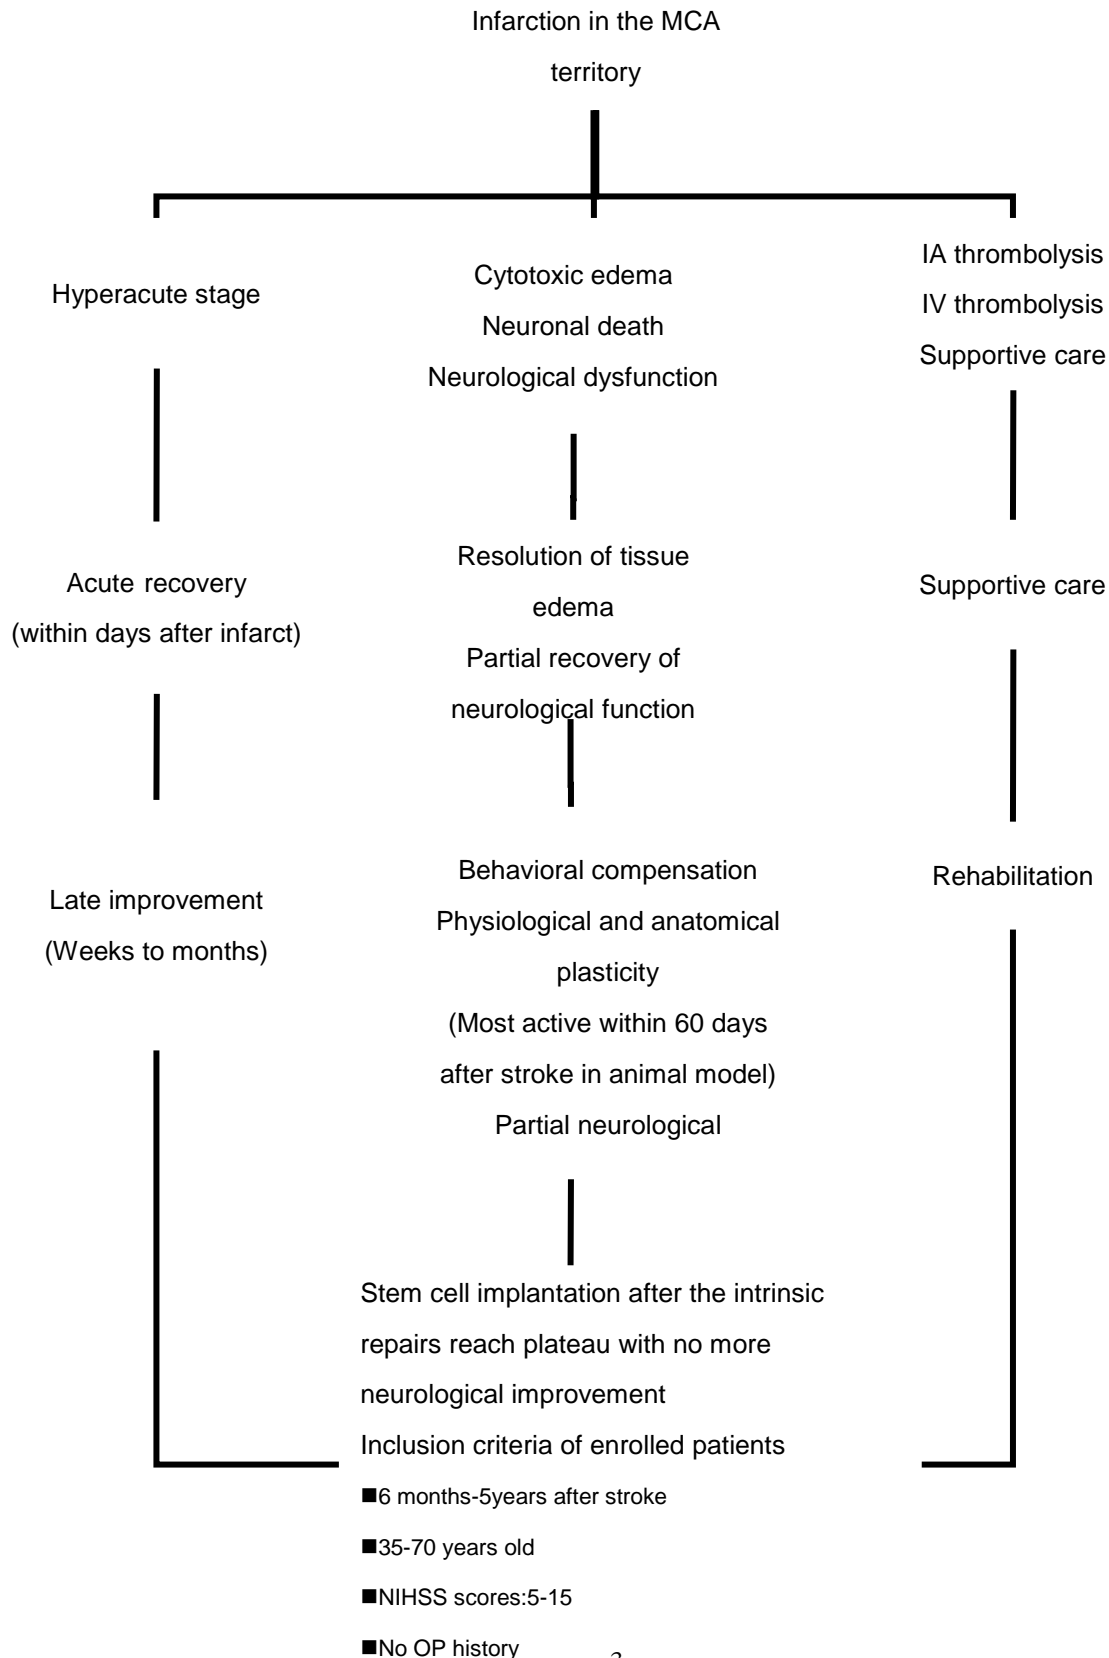 Infarction in the MCA
territory
Hyperacute stage
Cytotoxic edema
Neuronal death
Neurological dysfunction
IA thrombolysis
IV thrombolysis
Supportive care
Acute recovery
(within days after infarct)
Resolution of tissue
edema
Partial recovery of
neurological function
Supportive care
Late improvement
(Weeks to months)
Behavioral compensation
Physiological and anatomical
plasticity
(Most active within 60 days
after stroke in animal model)
Partial neurological
Rehabilitation
Stem cell implantation after the intrinsic
repairs reach plateau with no more
neurological improvement
Inclusion criteria of enrolled patients
■6 months-5years after stroke
■35-70 years old
■NIHSS scores:5-15
■No OP history